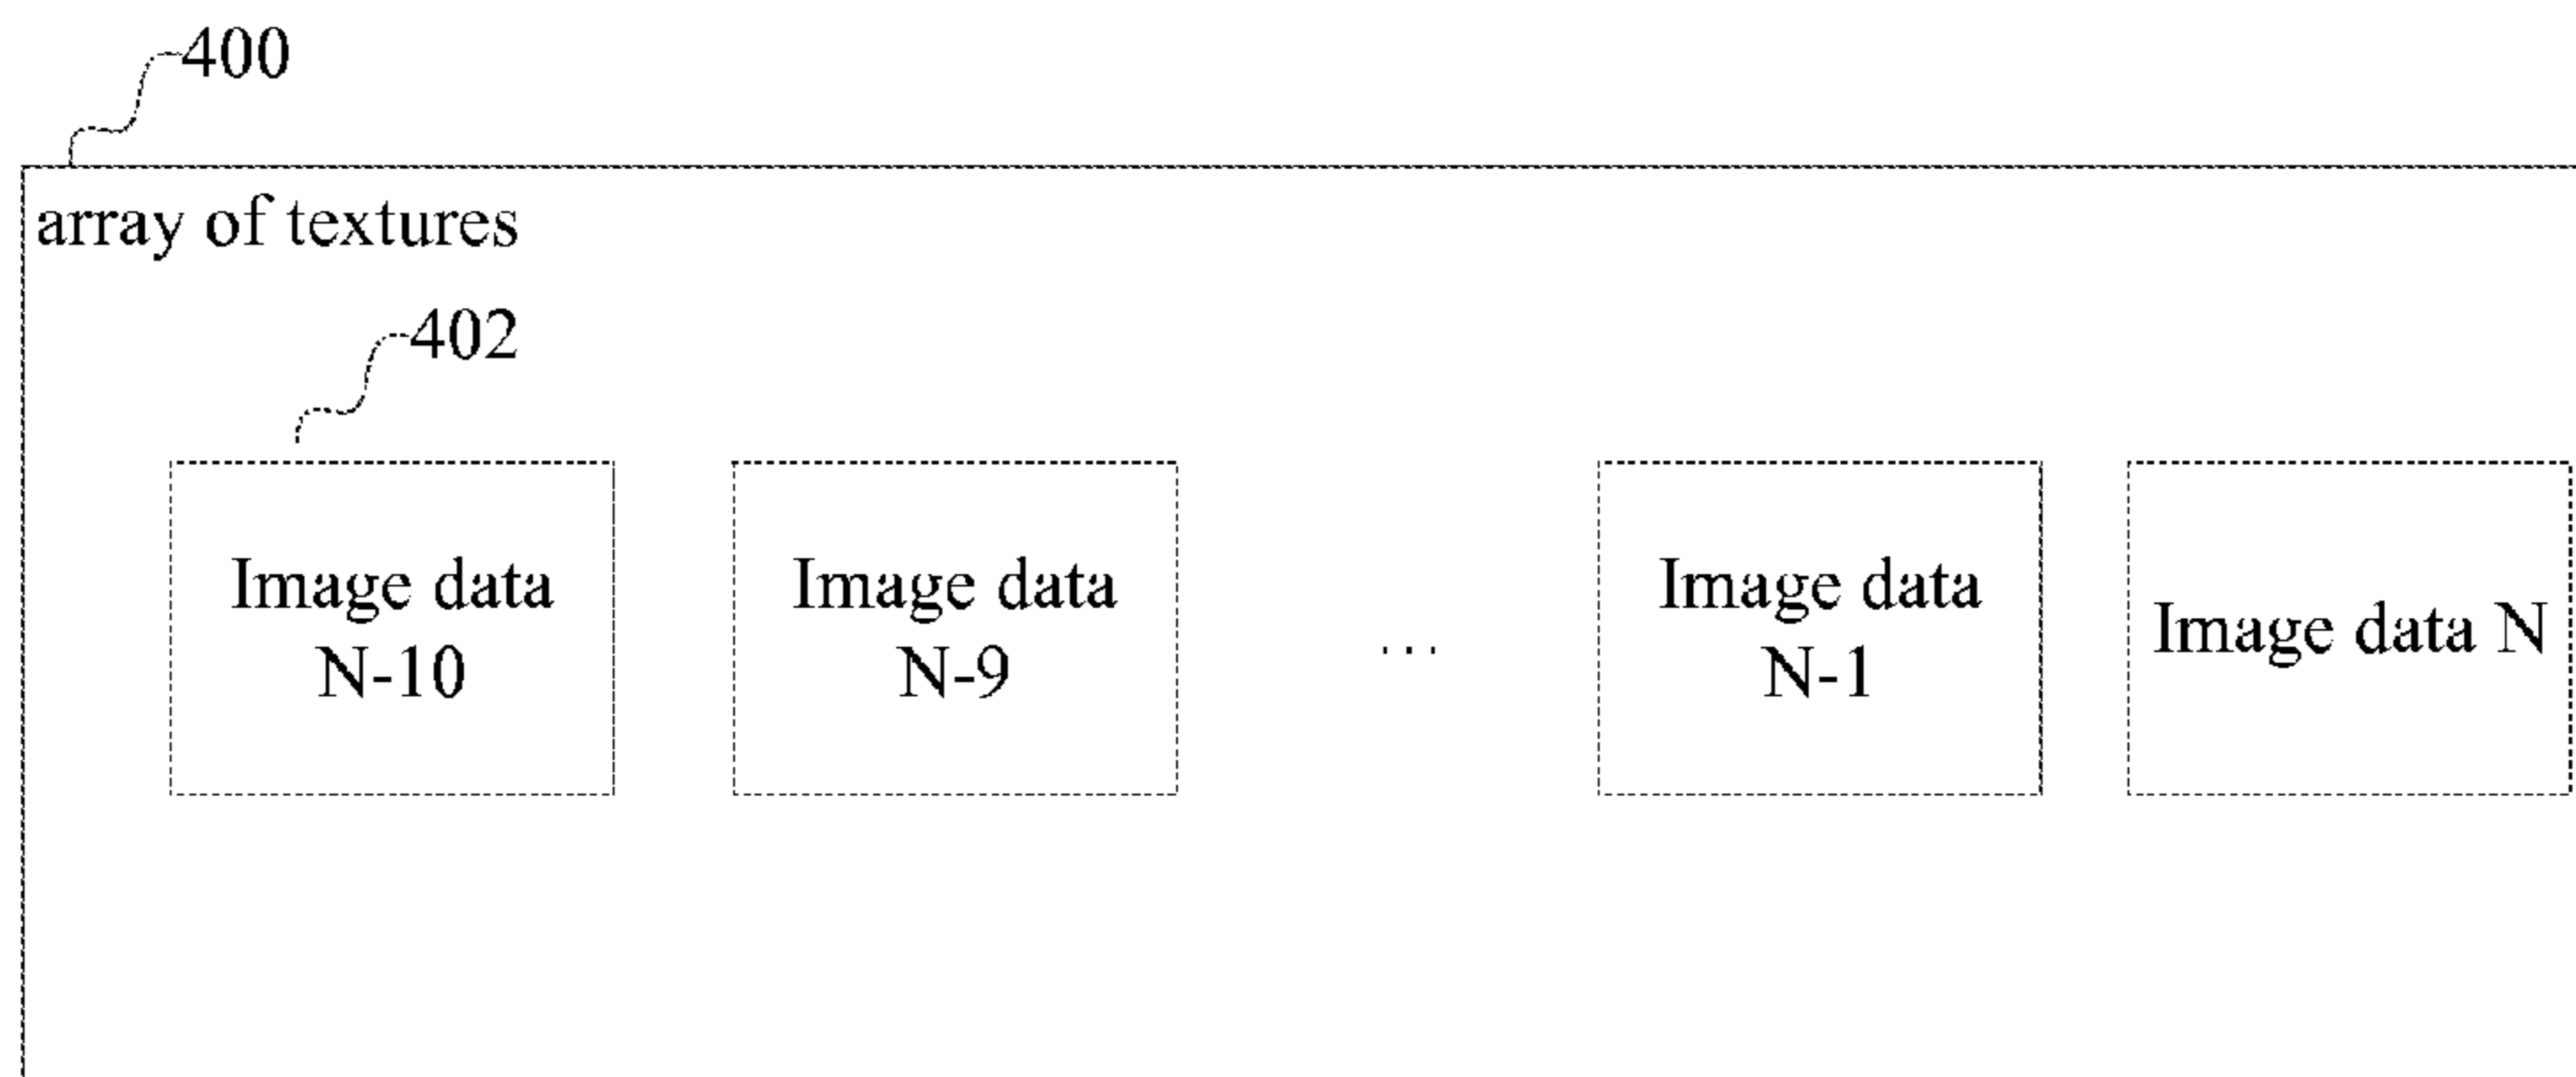 400
array of textures
402
Image data
N-10
Image data
N-9
...
Image data
N-1
Image data N